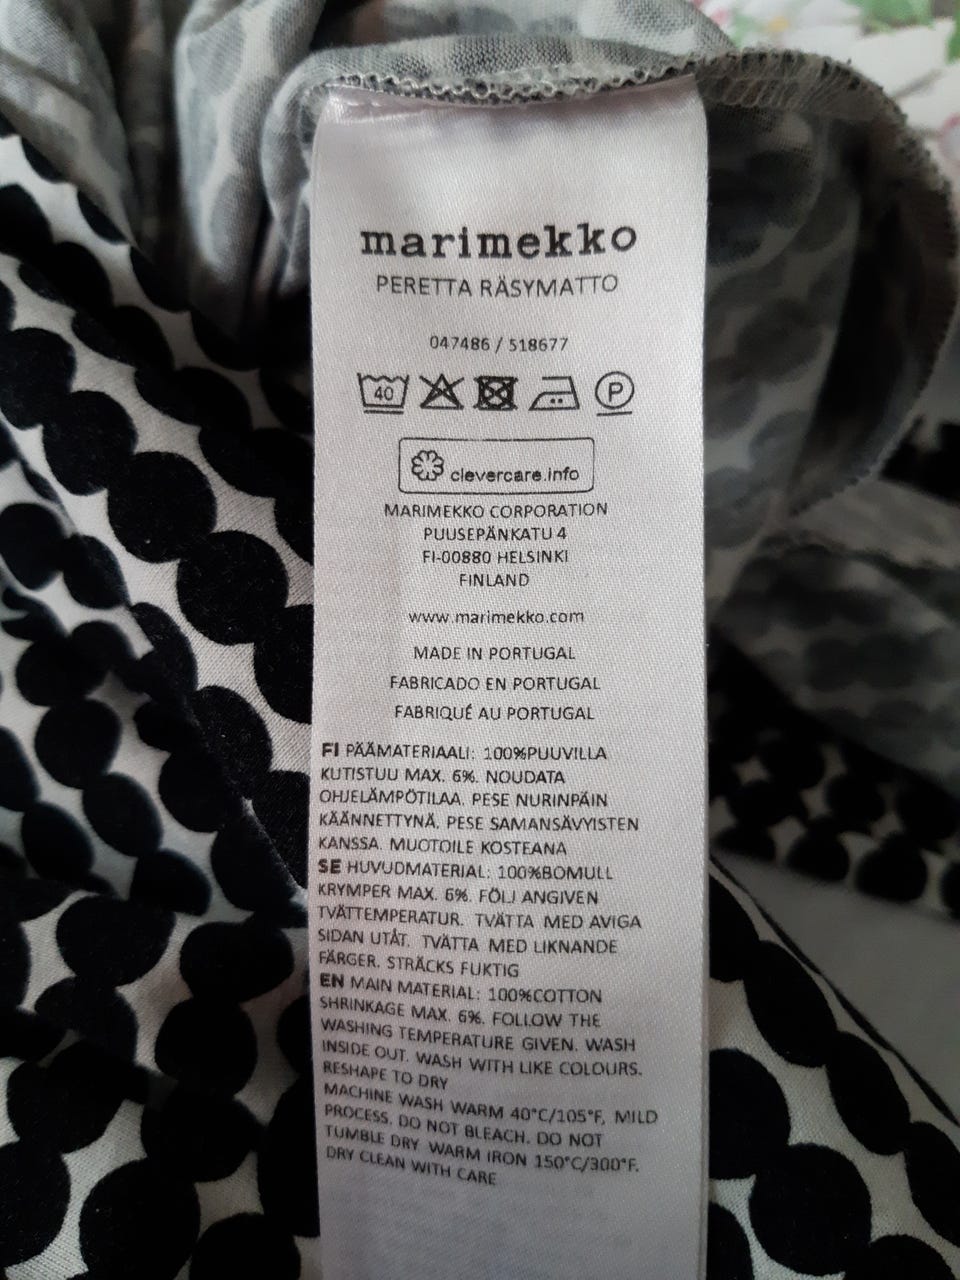 marimekko
PERETTA RÄSYMATTO
047486 / 518677
40 P
clevercare.info
MARIMEKKO CORPORATION
PUUSEPÄNKATU 4
FI-00880 HELSINKI
FINLAND
www.marimekko.com
MADE IN PORTUGAL
FABRICADO EN PORTUGAL
FABRIQUÉ AU PORTUGAL
FI PÄÄMATERIAALI: 100%PUUVILLA
KUTISTUU MAX. 6%. NOUDATA
OHJELÄMPÖTILAA. PESE NURINPÄIN
KÄÄNNETTYNÄ. PESE SAMANSÄVYISTEN
KANSSA. MUOTOILE KOSTEANA
SE HUVUDMATERIAL: 100%BOMULL
KRYMPER MAX. 6%. FÖLJ ANGIVEN
TVÄTTEMPERATUR. TVÄTTA MED AVIGA
SIDAN UTÅT. TVÄTTA MED LIKNANDE
FÄRGER. STRÄCKS FUKTIG
EN MAIN MATERIAL: 100%COTTON
SHRINKAGE MAX. 6%. FOLLOW THE
WASHING TEMPERATURE GIVEN. WASH
INSIDE OUT. WASH WITH LIKE COLOURS.
RESHAPE TO DRY
MACHINE WASH WARM 40°C/105°F, MILD
PROCESS. DO NOT BLEACH. DO NOT
TUMBLE DRY WARM IRON 150°C/300°F.
DRY CLEAN WITH CARE